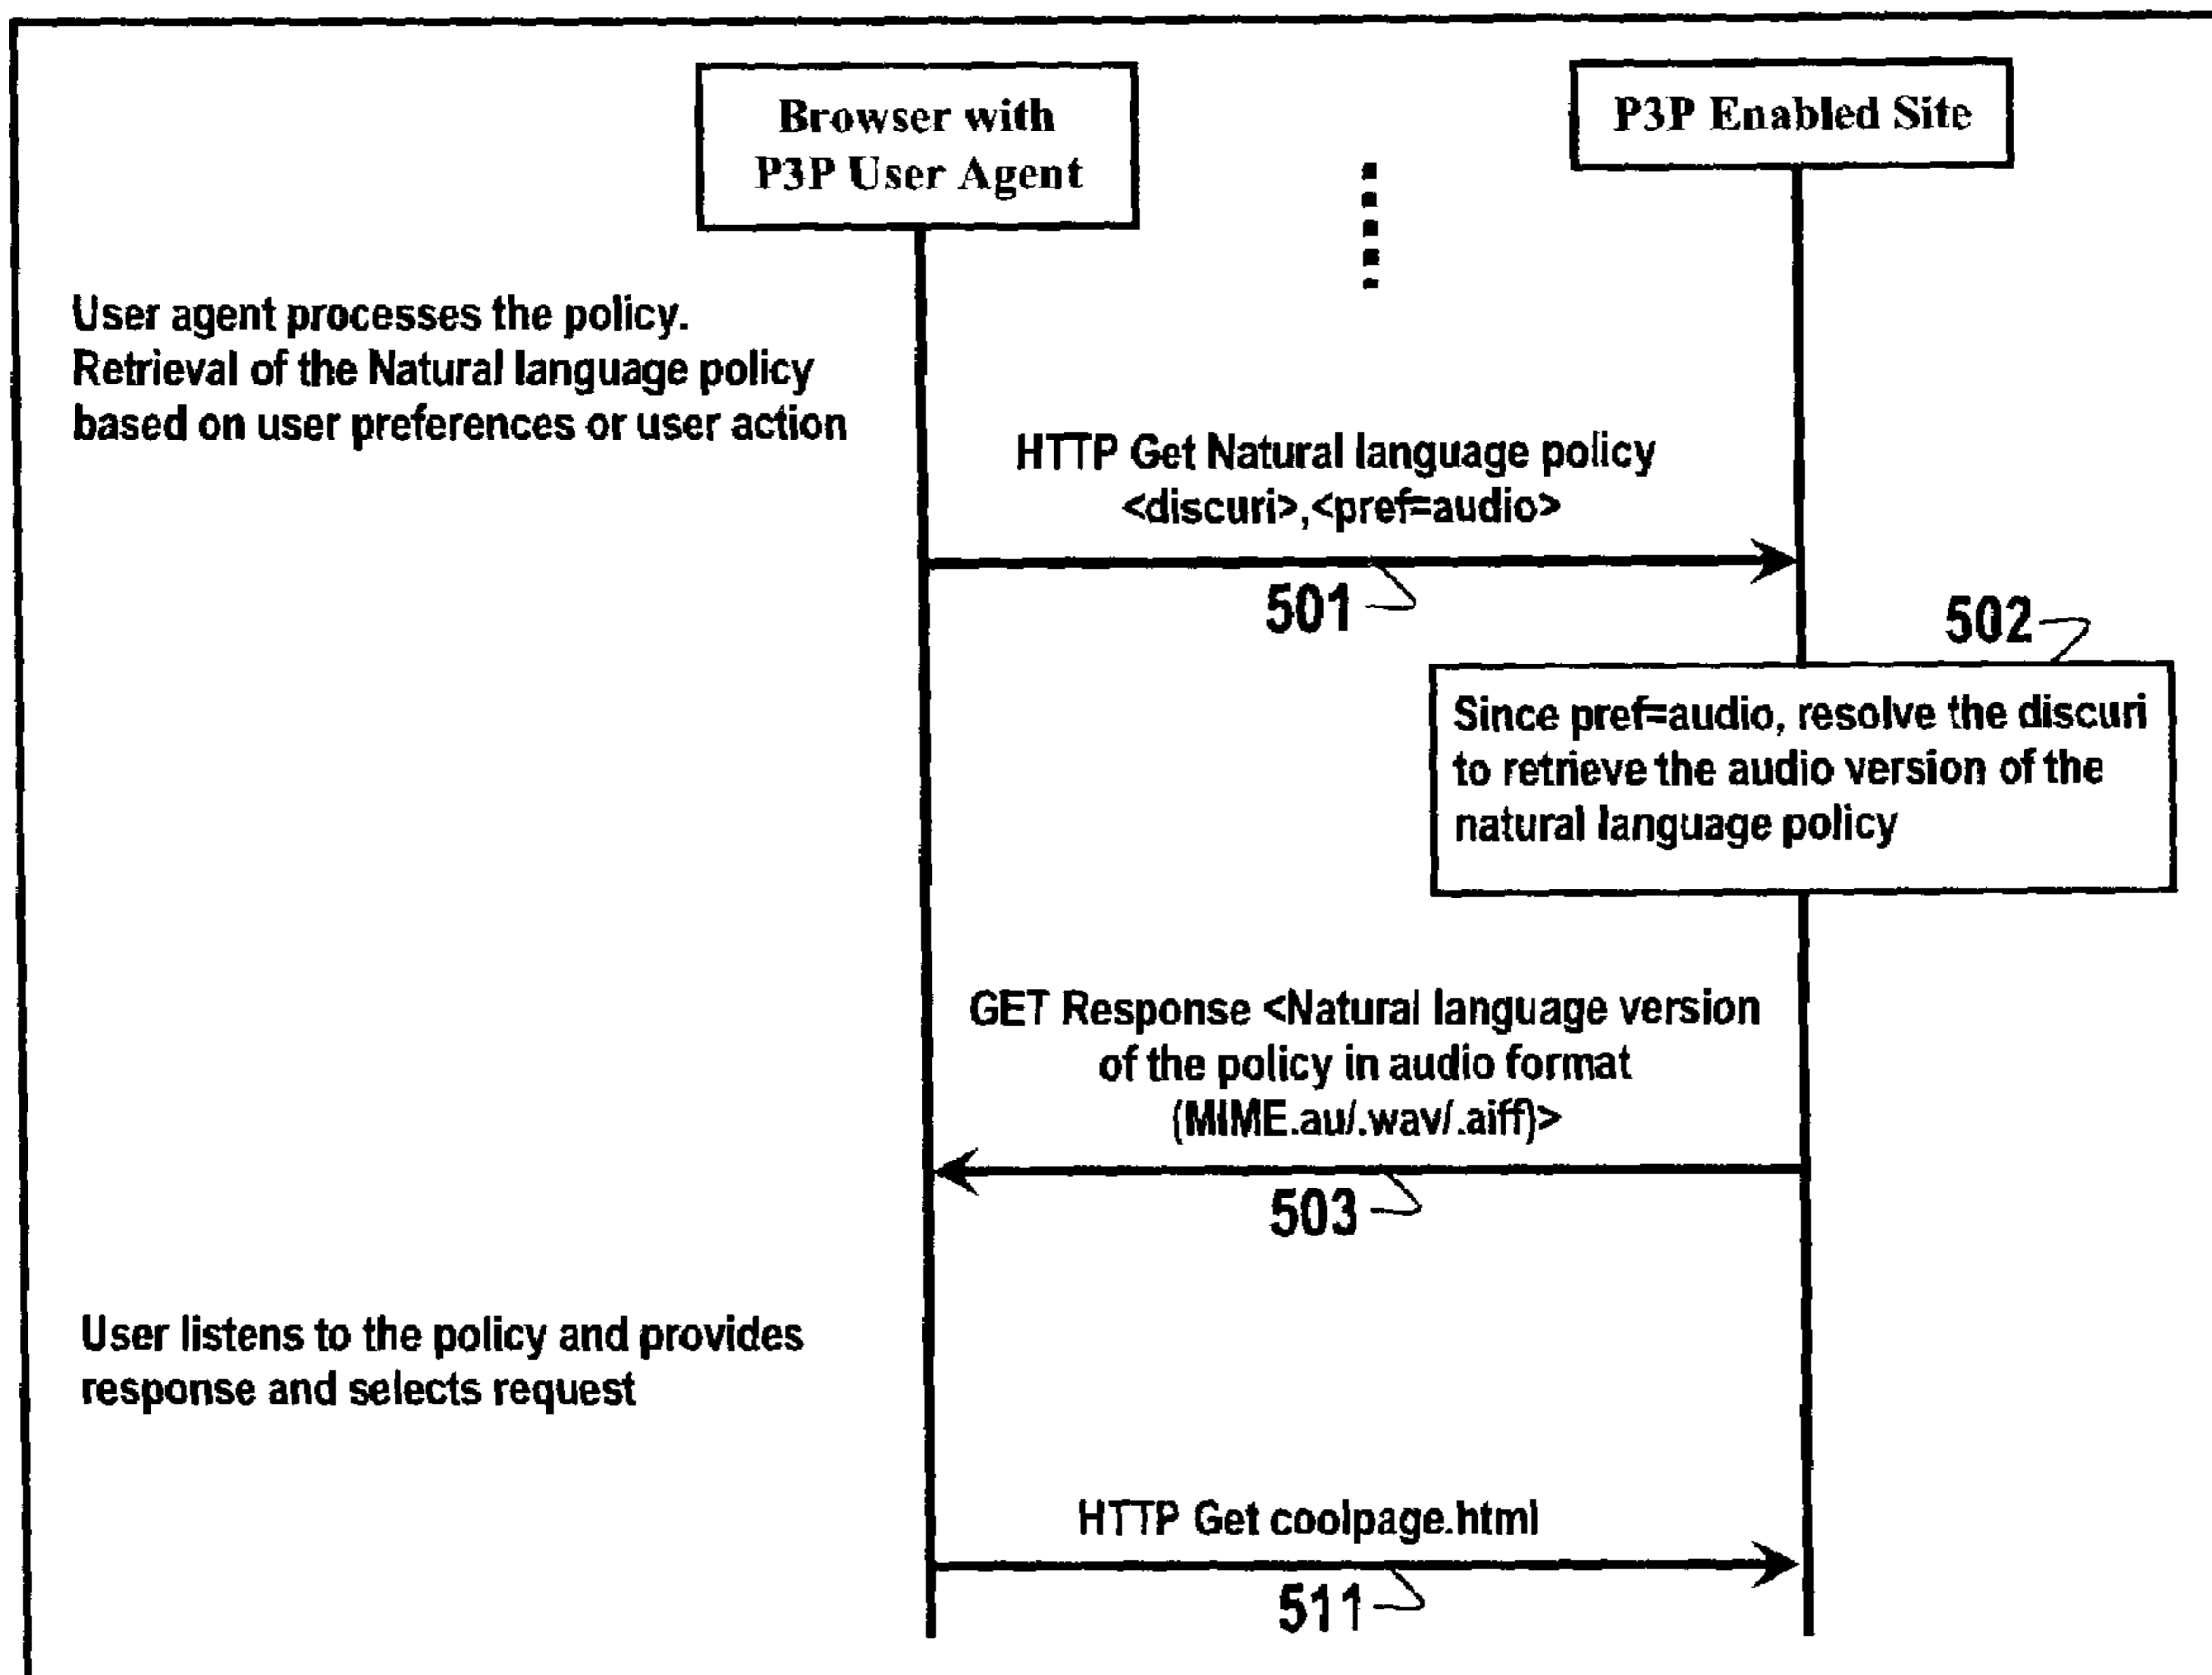 Browser with
P3P User Agent
P3P Enabled Site
User agent processes the policy.
Retrieval of the Natural language policy
based on user preferences or user action
HTTP Get Natural language policy
<discuri>,<pref=audio>
501
502
Since pref=audio, resolve the discuri
to retrieve the audio version of the
natural language policy
GET Response <Natural language version
of the policy in audio format
(MIME.au/.wav/.aiff)>
503
User listens to the policy and provides
response and selects request
HTTP Get coolpage.html
511